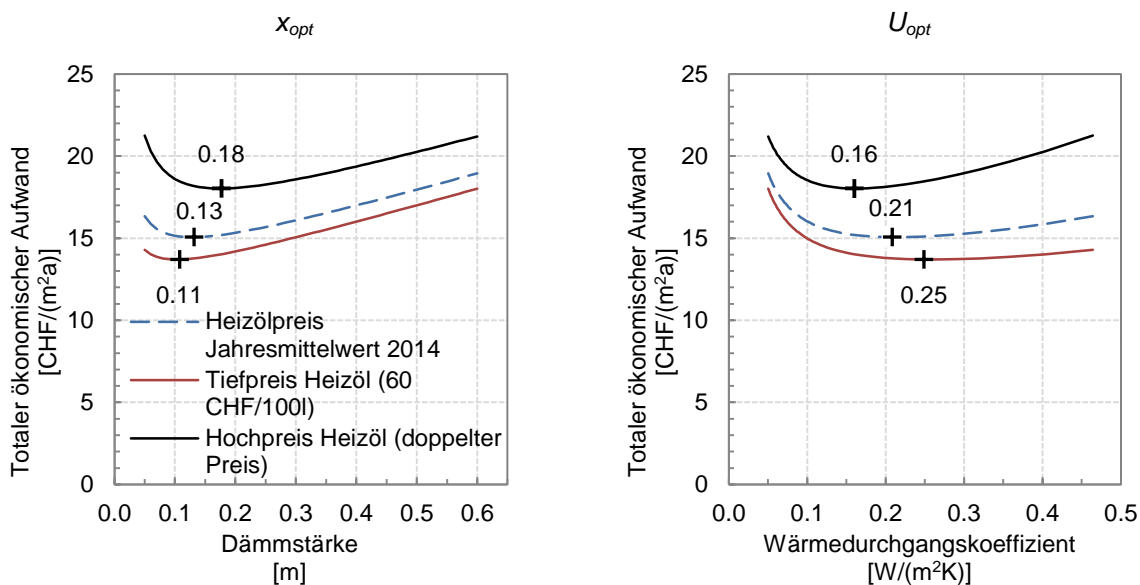 x_opt
Totaler ökonomischer Aufwand
[CHF/(m²a)]
25
20
15
10
5
0
0.18
0.13
0.11
Heizölpreis
Jahresmittelwert 2014
Tiefpreis Heizöl (60
CHF/100l)
Hochpreis Heizöl (doppelter
Preis)
0.0 0.1 0.2 0.3 0.4 0.5 0.6
Dämmstärke
[m]
U_opt
Totaler ökonomischer Aufwand
[CHF/(m²a)]
25
20
15
10
5
0
0.16
0.21
0.25
0.0 0.1 0.2 0.3 0.4 0.5
Wärmedurchgangskoeffizient
[W/(m²K)]